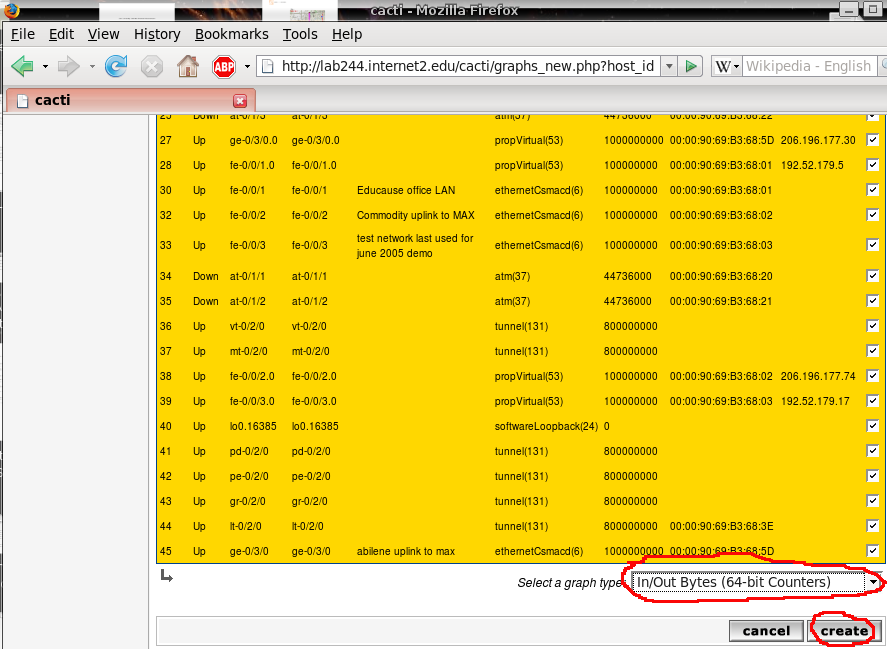 cacti - Mozilla Firefox
File Edit View History Bookmarks Tools Help
ABP http://lab244.internet2.edu/cacti/graphs_new.php?host_id W Wikipedia - English
cacti
25 Down at-0/1/3 at-0/1/3 atm(37) 44736000 00:00:90:69:B3:68:22
27 Up ge-0/3/0.0 ge-0/3/0.0 propVirtual(53) 1000000000 00:00:90:69:B3:68:5D 206.196.177.30
28 Up fe-0/0/1.0 fe-0/0/1.0 propVirtual(53) 100000000 00:00:90:69:B3:68:01 192.52.179.5
30 Up fe-0/0/1 fe-0/0/1 Educause office LAN ethernetCsmacd(6) 100000000 00:00:90:69:B3:68:01
32 Up fe-0/0/2 fe-0/0/2 Commodity uplink to MAX ethernetCsmacd(6) 100000000 00:00:90:69:B3:68:02
33 Up fe-0/0/3 fe-0/0/3 test network last used for ethernetCsmacd(6) 100000000 00:00:90:69:B3:68:03
june 2005 demo
34 Down at-0/1/1 at-0/1/1 atm(37) 44736000 00:00:90:69:B3:68:20
35 Down at-0/1/2 at-0/1/2 atm(37) 44736000 00:00:90:69:B3:68:21
36 Up vt-0/2/0 vt-0/2/0 tunnel(131) 800000000
37 Up mt-0/2/0 mt-0/2/0 tunnel(131) 800000000
38 Up fe-0/0/2.0 fe-0/0/2.0 propVirtual(53) 100000000 00:00:90:69:B3:68:02 206.196.177.74
39 Up fe-0/0/3.0 fe-0/0/3.0 propVirtual(53) 100000000 00:00:90:69:B3:68:03 192.52.179.17
40 Up lo0.16385 lo0.16385 softwareLoopback(24) 0
41 Up pd-0/2/0 pd-0/2/0 tunnel(131) 800000000
42 Up pe-0/2/0 pe-0/2/0 tunnel(131) 800000000
43 Up gr-0/2/0 gr-0/2/0 tunnel(131) 800000000
44 Up lt-0/2/0 lt-0/2/0 tunnel(131) 800000000 00:00:90:69:B3:68:3E
45 Up ge-0/3/0 ge-0/3/0 abilene uplink to max ethernetCsmacd(6) 1000000000 00:00:90:69:B3:68:5D
Select a graph type: In/Out Bytes (64-bit Counters)
cancel create